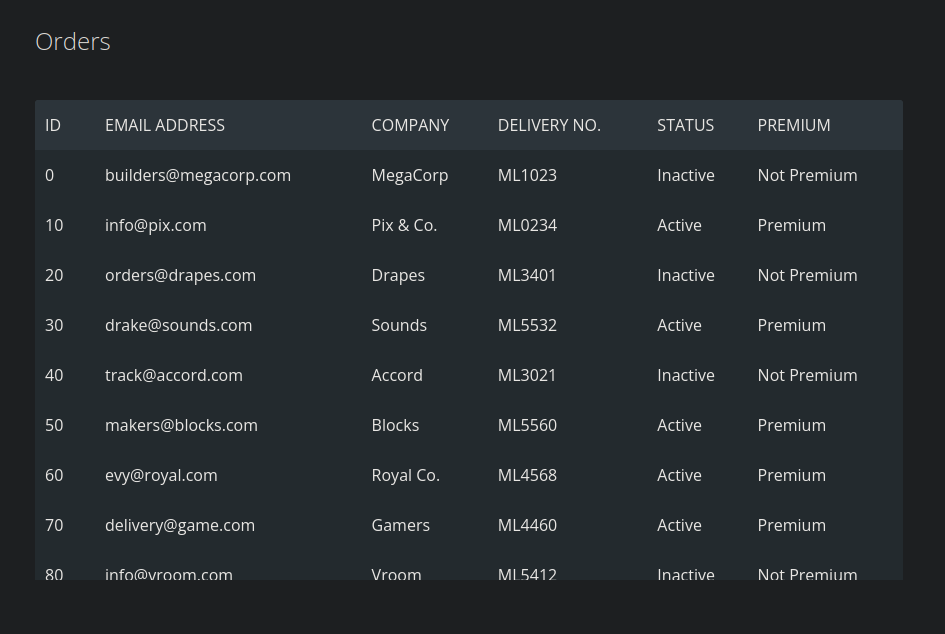 Orders
ID EMAIL ADDRESS COMPANY DELIVERY NO. STATUS PREMIUM
0 builders@megacorp.com MegaCorp ML1023 Inactive Not Premium
10 info@pix.com Pix & Co. ML0234 Active Premium
20 orders@drapes.com Drapes ML3401 Inactive Not Premium
30 drake@sounds.com Sounds ML5532 Active Premium
40 track@accord.com Accord ML3021 Inactive Not Premium
50 makers@blocks.com Blocks ML5560 Active Premium
60 evy@royal.com Royal Co. ML4568 Active Premium
70 delivery@game.com Gamers ML4460 Active Premium
80 info@vroom.com Vroom ML5412 Inactive Not Premium